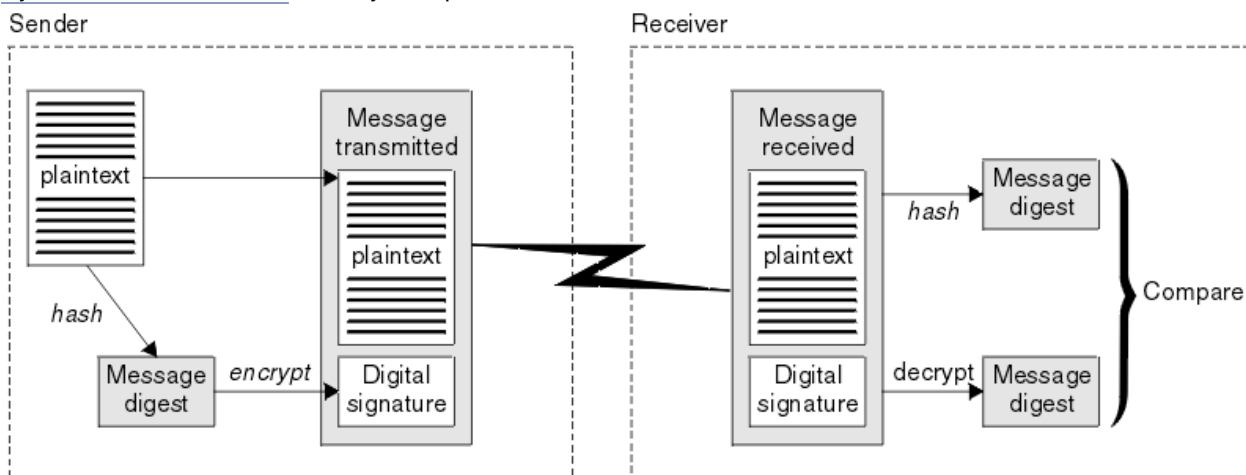 Sender
Receiver
plaintext
Message
transmitted
plaintext
Message
received
plaintext
hash
Message
digest
Compare
hash
Message
digest
encrypt
Digital
signature
Digital
signature
decrypt
Message
digest